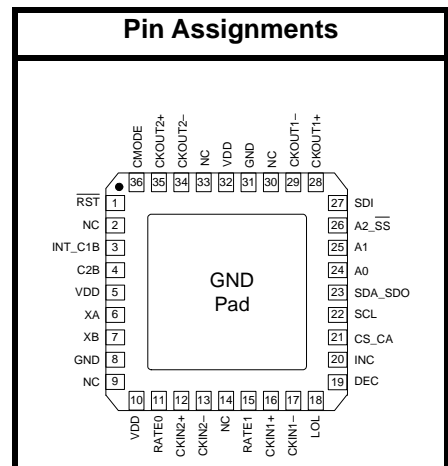 Pin Assignments
CMODE
CKOUT2+
CKOUT2–
NC
VDD
GND
NC
CKOUT1–
CKOUT1+
36 35 34 33 32 31 30 29 28
RST 1
NC 2
INT_C1B 3
C2B 4
VDD 5
XA 6
XB 7
GND 8
NC 9
GND
Pad
27 SDI
26 A2_SS
25 A1
24 A0
23 SDA_SDO
22 SCL
21 CS_CA
20 INC
19 DEC
10 11 12 13 14 15 16 17 18
VDD
RATE0
CKIN2+
CKIN2–
NC
RATE1
CKIN1+
CKIN1–
LOL